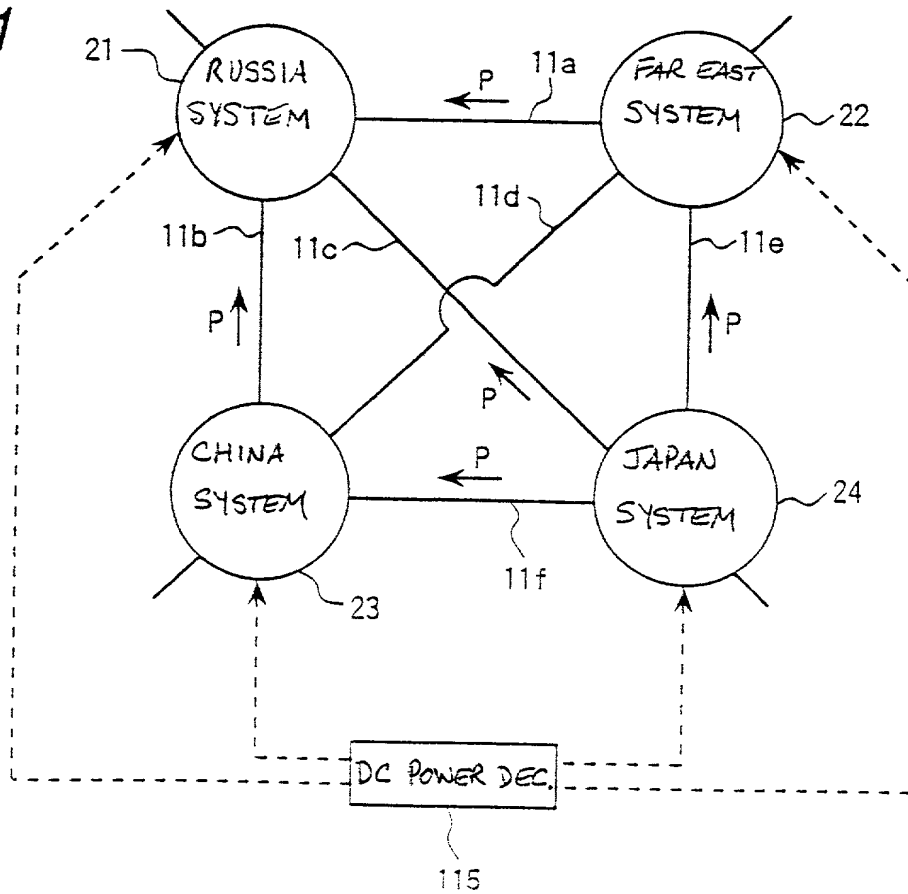 21
RUSSIA
SYSTEM
P
11a
FAR EAST
SYSTEM
22
11b
11c
11d
11e
P
P
P
CHINA
SYSTEM
P
JAPAN
SYSTEM
24
11f
23
DC POWER DEC.
115